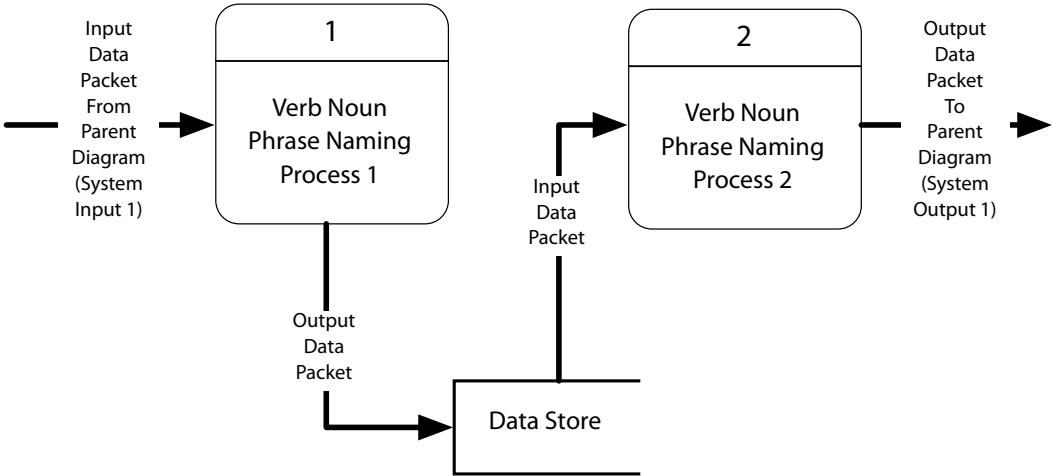 Input
Data
Packet
From
Parent
Diagram
(System
Input 1)
1
Verb Noun
Phrase Naming
Process 1
Output
Data
Packet
Data Store
Input
Data
Packet
2
Verb Noun
Phrase Naming
Process 2
Output
Data
Packet
To
Parent
Diagram
(System
Output 1)